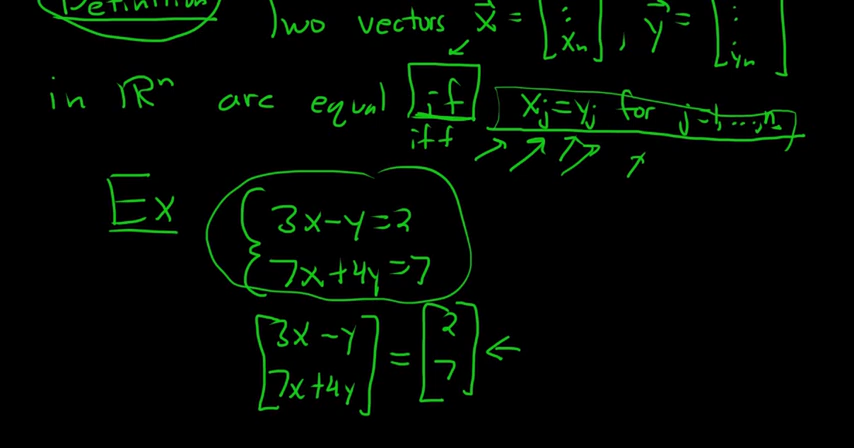 Definition Two vectors x⃗ = [⋮ xₙ], y⃗ = [⋮ yₙ]
in ℝⁿ are equal if xⱼ=yⱼ for j=1,...,n
iff
Ex
3x-y=2
7x+4y=7
[3x-y 7x+4y] = [2 7] ←